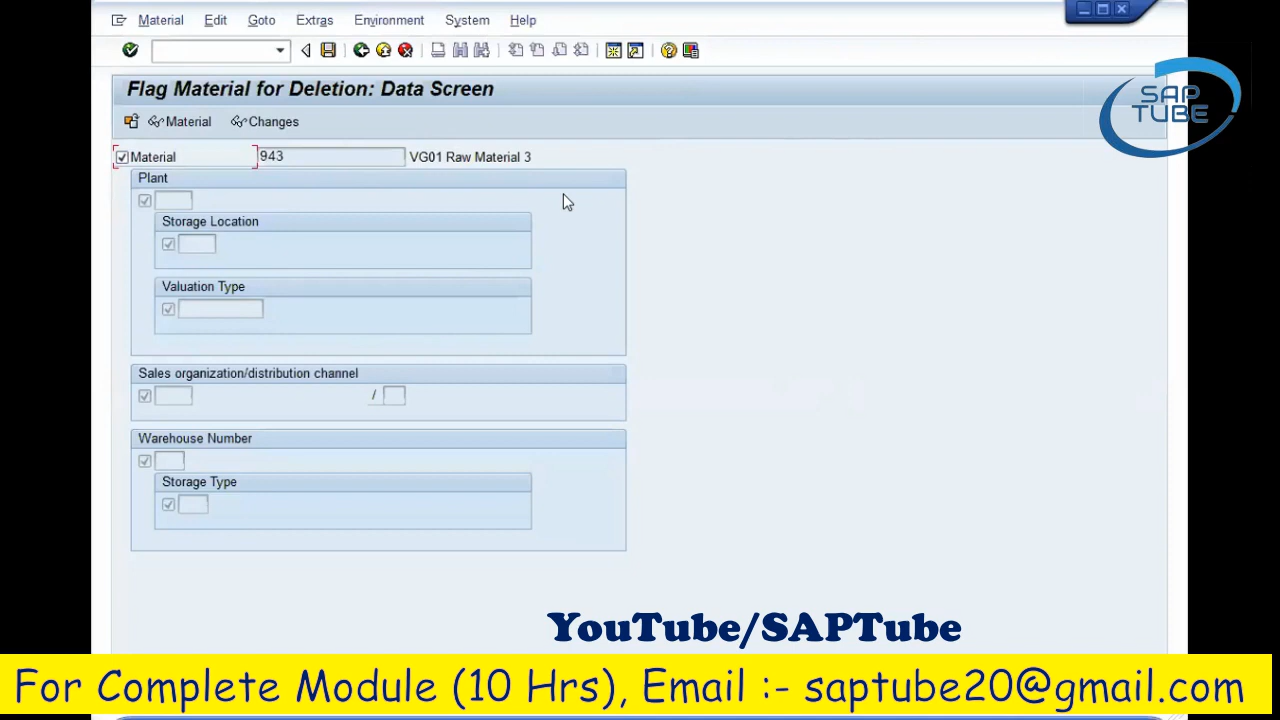 Material Edit Goto Extras Environment System Help
Flag Material for Deletion: Data Screen
Material Changes
SAP
TUBE
Material 943 VG01 Raw Material 3
Plant
Storage Location
Valuation Type
Sales organization/distribution channel
/
Warehouse Number
Storage Type
YouTube/SAPTube
For Complete Module (10 Hrs), Email :- saptube20@gmail.com